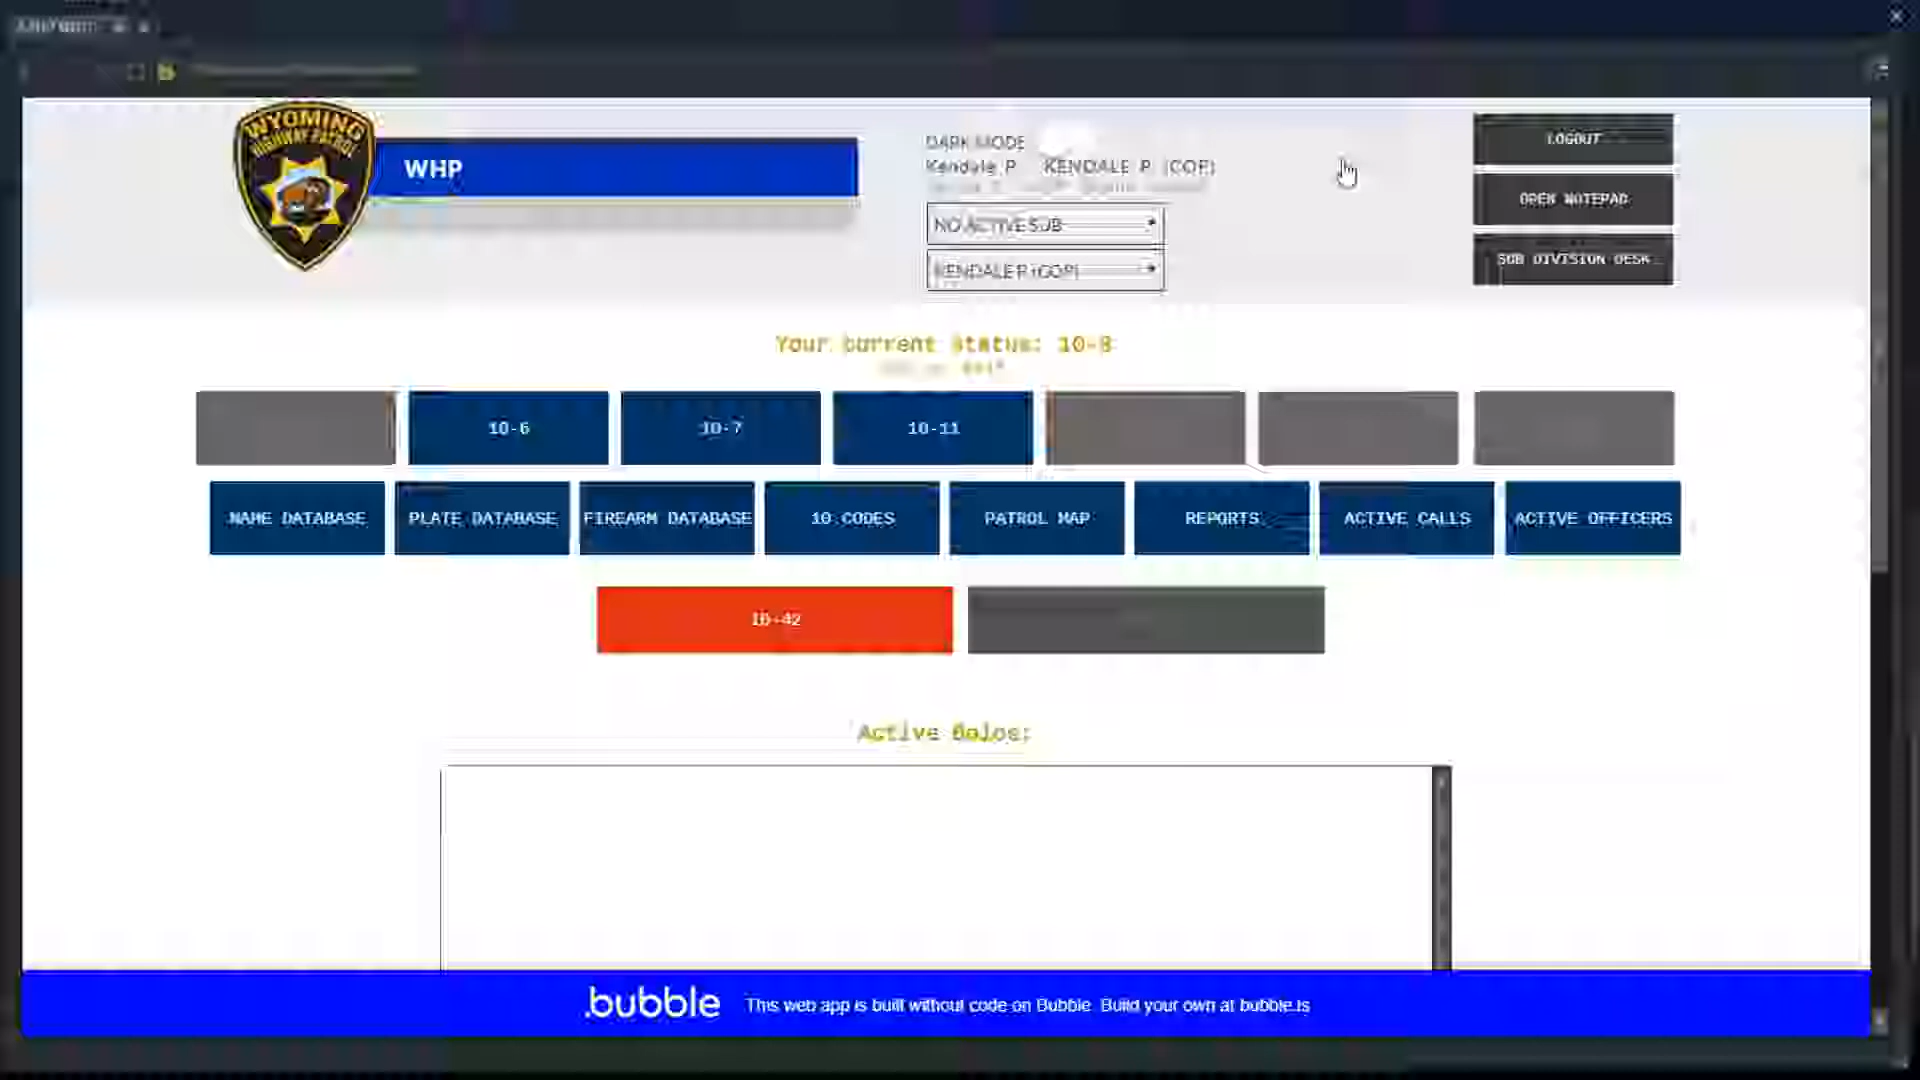 WYOMING
HIGHWAY PATROL
WHP
DARK MODE
Kendale P KENDALE P. (COP)
NO ACTIVE SUB
KENDALE P. (COP)
LOGOUT
OPEN NOTEPAD
SUB DIVISION DESK
Your current Status: 10-8
10-6
10-7
10-11
NAME DATABASE
PLATE DATABASE
FIREARM DATABASE
10 CODES
PATROL MAP
REPORTS
ACTIVE CALLS
ACTIVE OFFICERS
10-42
Active Bolos:
.bubble
This web app is built without code on Bubble. Build your own at bubble.is